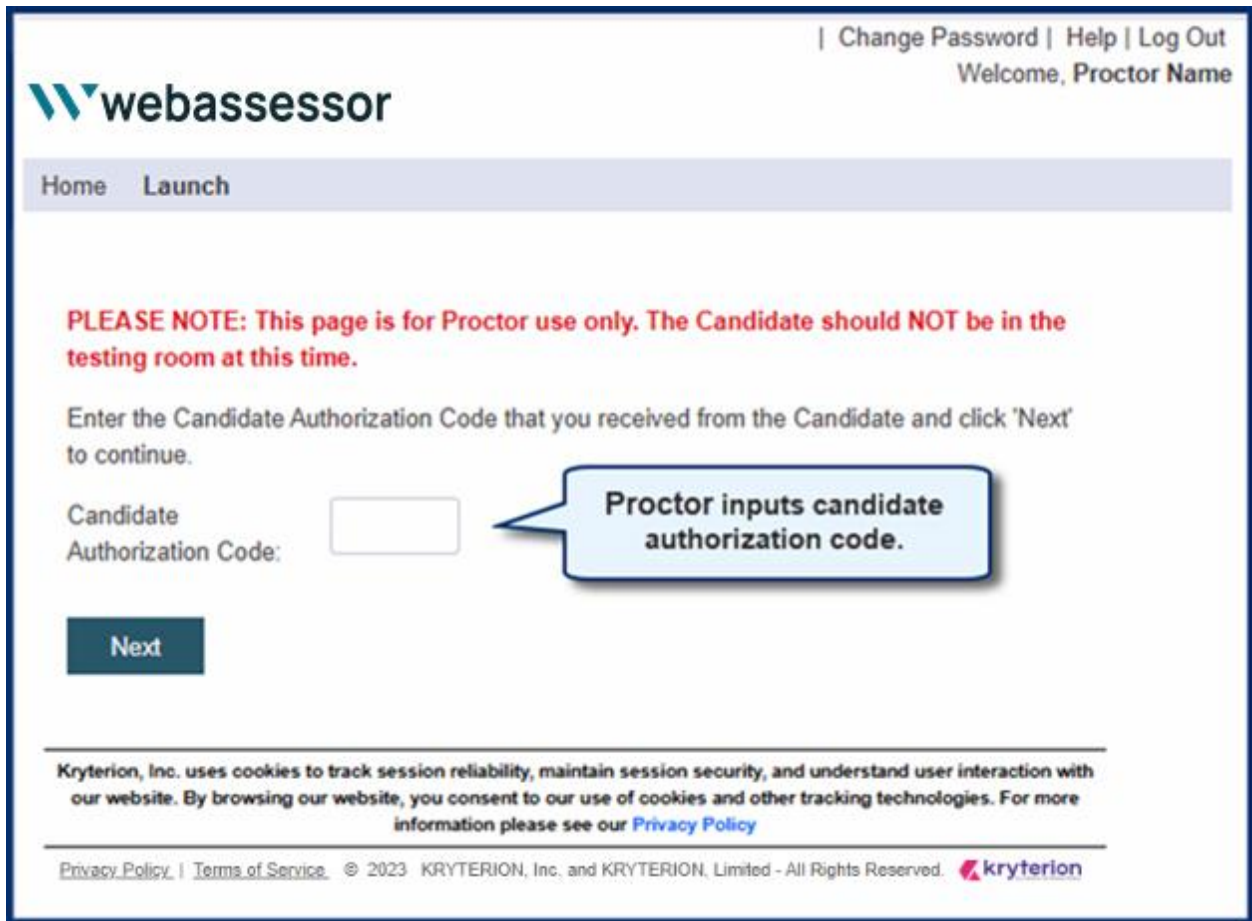 | Change Password | Help | Log Out
Welcome, Proctor Name
webassessor
Home Launch
PLEASE NOTE: This page is for Proctor use only. The Candidate should NOT be in the
testing room at this time.
Enter the Candidate Authorization Code that you received from the Candidate and click 'Next'
to continue.
Candidate
Authorization Code:
Proctor inputs candidate
authorization code.
Next
Kryterion, Inc. uses cookies to track session reliability, maintain session security, and understand user interaction with
our website. By browsing our website, you consent to our use of cookies and other tracking technologies. For more
information please see our Privacy Policy
Privacy Policy | Terms of Service © 2023 KRYTERION, Inc. and KRYTERION, Limited - All Rights Reserved. kryterion